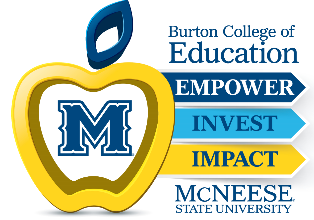 Burton College of
Education
EMPOWER
INVEST
IMPACT
M
MCNEESE
STATE UNIVERSITY